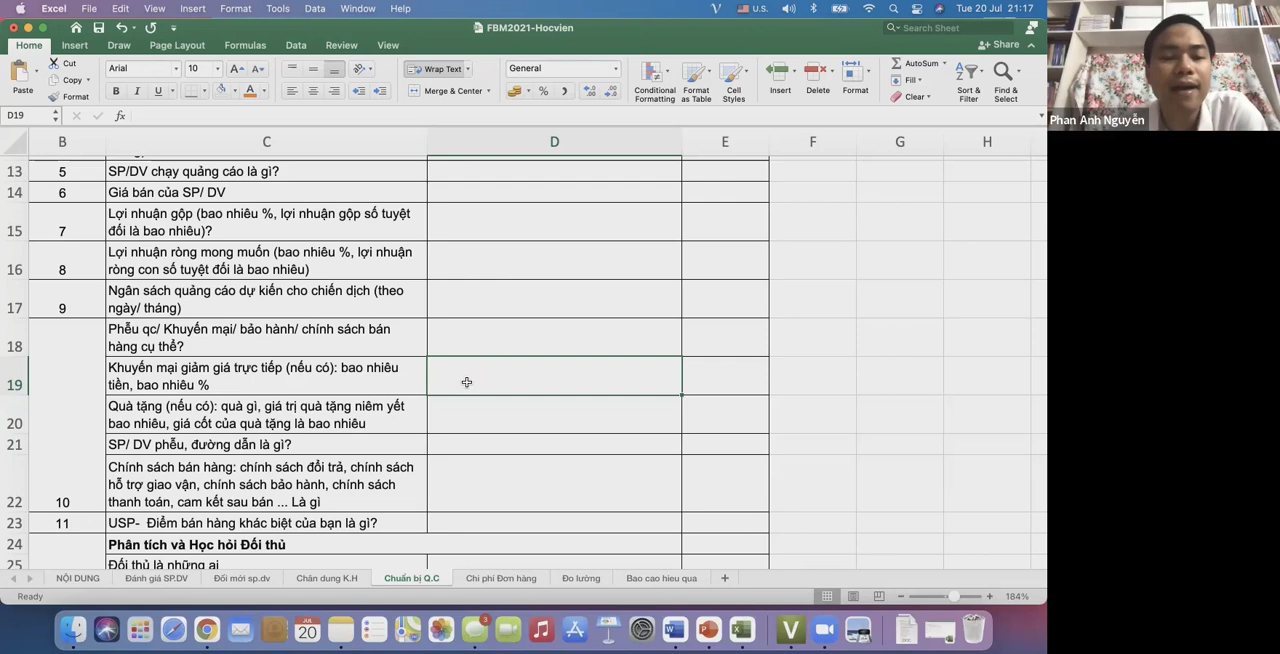 Excel File Edit View Insert Format Tools Data Window Help U.S. Tue 20 Jul 21:17
FBM2021-Hocvien
Search Sheet
Home Insert Draw Page Layout Formulas Data Review View
Share
Paste
Cut
Copy
Format
Arial 10
B I U
Wrap Text
Merge & Center
General
Conditional Formatting
Format as Table
Cell Styles
Insert
Delete
Format
AutoSum
Fill
Clear
Sort & Filter
Find & Select
Phan Anh Nguyễn
D19
fx
B C D E F G H
13 5 SP/DV chạy quảng cáo là gì?
14 6 Giá bán của SP/ DV
Lợi nhuận gộp (bao nhiêu %, lợi nhuận gộp số tuyệt
15 7 đối là bao nhiêu)?
Lợi nhuận ròng mong muốn (bao nhiêu %, lợi nhuận
16 8 ròng con số tuyệt đối là bao nhiêu)
Ngân sách quảng cáo dự kiến cho chiến dịch (theo
17 9 ngày/ tháng)
Phễu qc/ Khuyến mại/ bảo hành/ chính sách bán
18 hàng cụ thể?
Khuyến mại giảm giá trực tiếp (nếu có): bao nhiêu
19 tiền, bao nhiêu %
Quà tặng (nếu có): quà gì, giá trị quà tặng niêm yết
20 bao nhiêu, giá cốt của quà tặng là bao nhiêu
21 SP/ DV phễu, đường dẫn là gì?
Chính sách bán hàng: chính sách đổi trả, chính sách
hỗ trợ giao vận, chính sách bảo hành, chính sách
22 10 thanh toán, cam kết sau bán ... Là gì
23 11 USP- Điểm bán hàng khác biệt của bạn là gì?
24 Phân tích và Học hỏi Đối thủ
25 Đối thủ là những ai
NỘI DUNG Đánh giá SP.DV Đổi mới sp.dv Chân dung K.H Chuẩn bị Q.C Chi phí Đơn hàng Đo lường Bao cao hieu qua +
Ready
184%
JUL
20
3